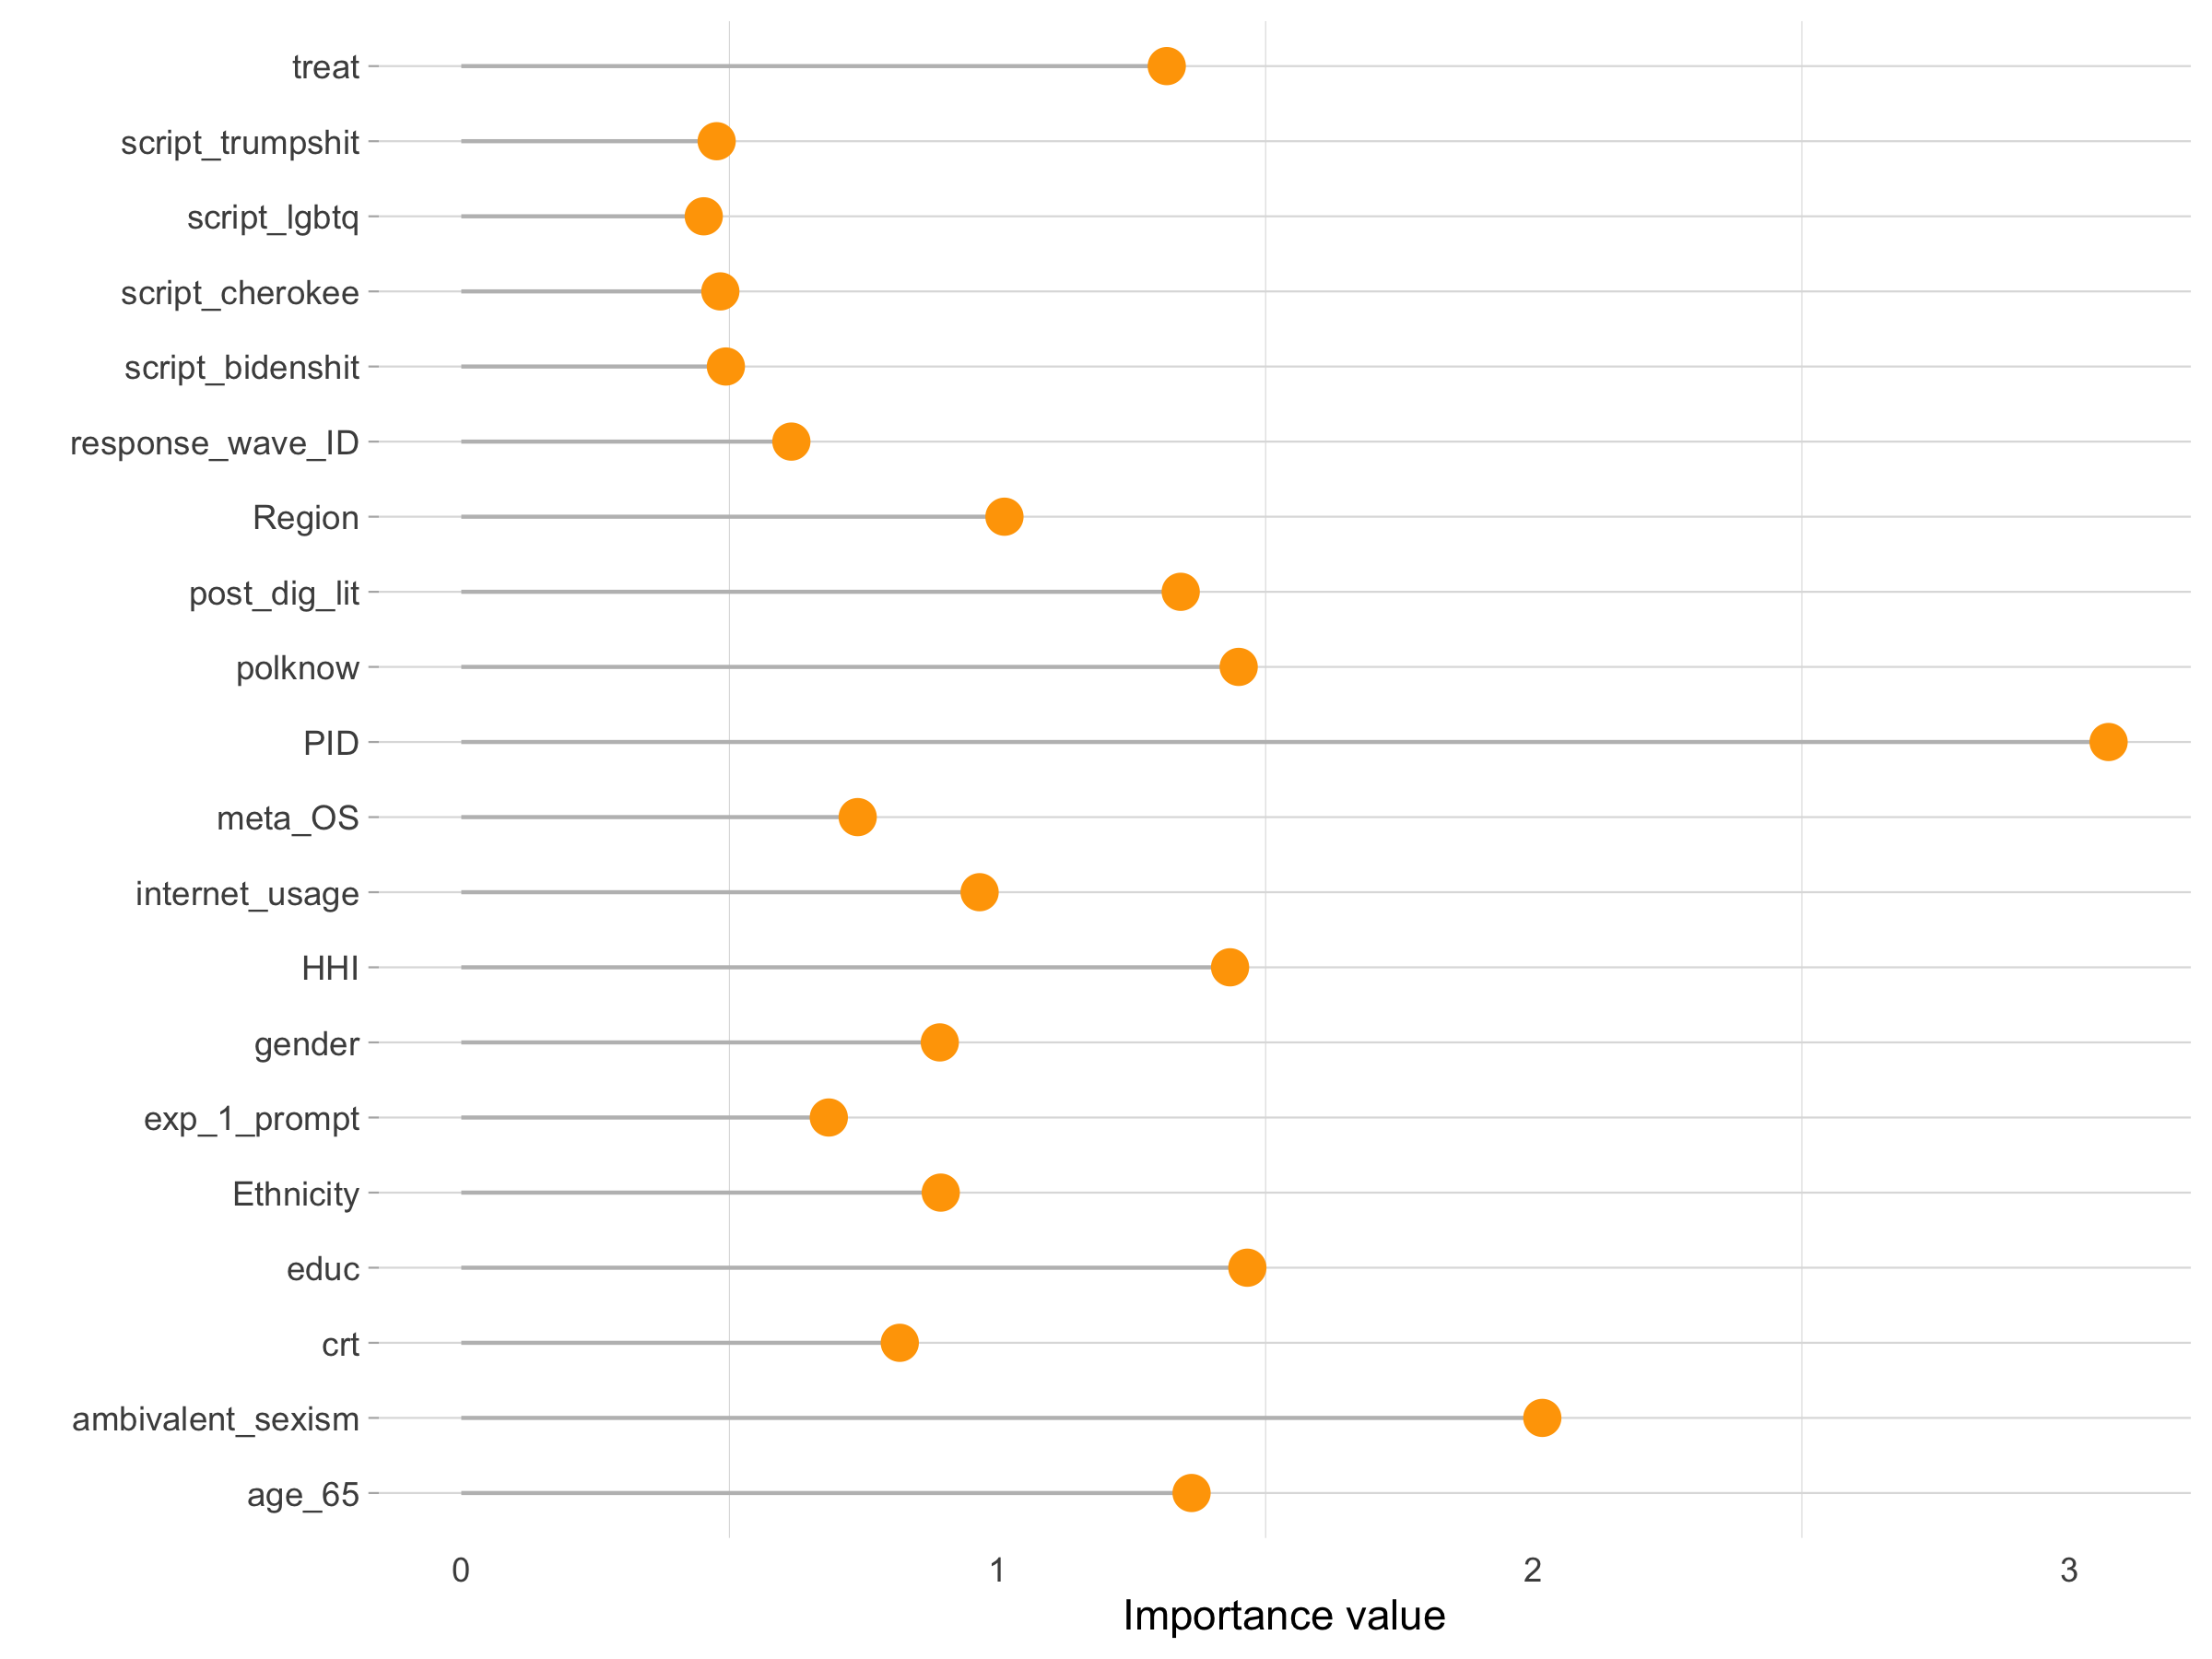 treat
script_trumpshit
script_lgbtq
script_cherokee
script_bidenshit
response_wave_ID
Region
post_dig_lit
polknow
PID
meta_OS
internet_usage
HHI
gender
exp_1_prompt
Ethnicity
educ
crt
ambivalent_sexism
age_65
0 1 2 3
Importance value